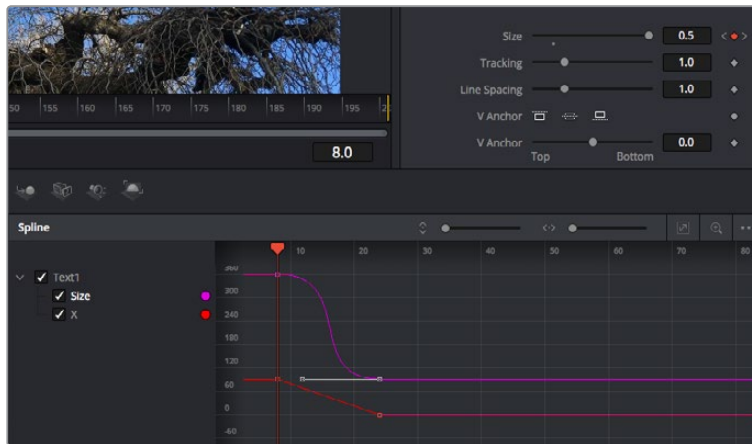 Size 0.5 < >
Tracking 1.0
Line Spacing 1.0
V Anchor
V Anchor 0.0
Top Bottom
155 160 165 170 175 180 185 190 195
8.0
Spline
10 20 30 40 50 60 70 80
Text1
Size
X
360
300
240
180
120
60
0
-60